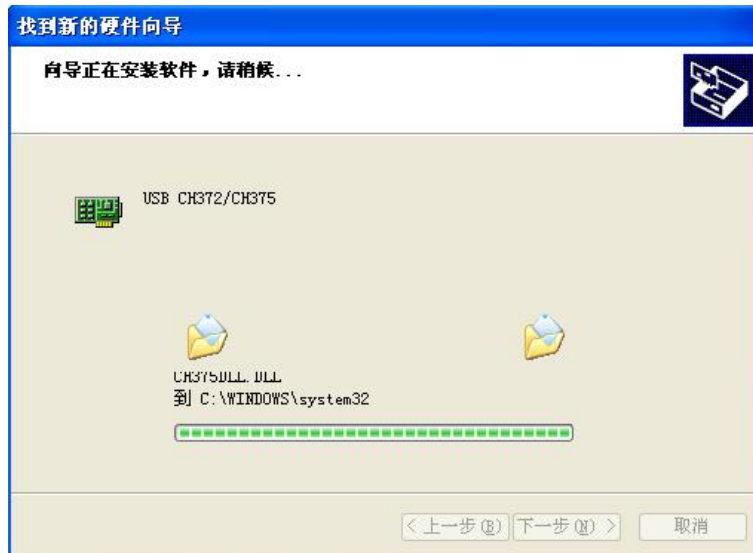 找到新的硬件向导
向导正在安装软件，请稍候...
USB CH372/CH375
CH375DLL.DLL
到 C:\WINDOWS\system32
< 上一步(B) 下一步(N) > 取消